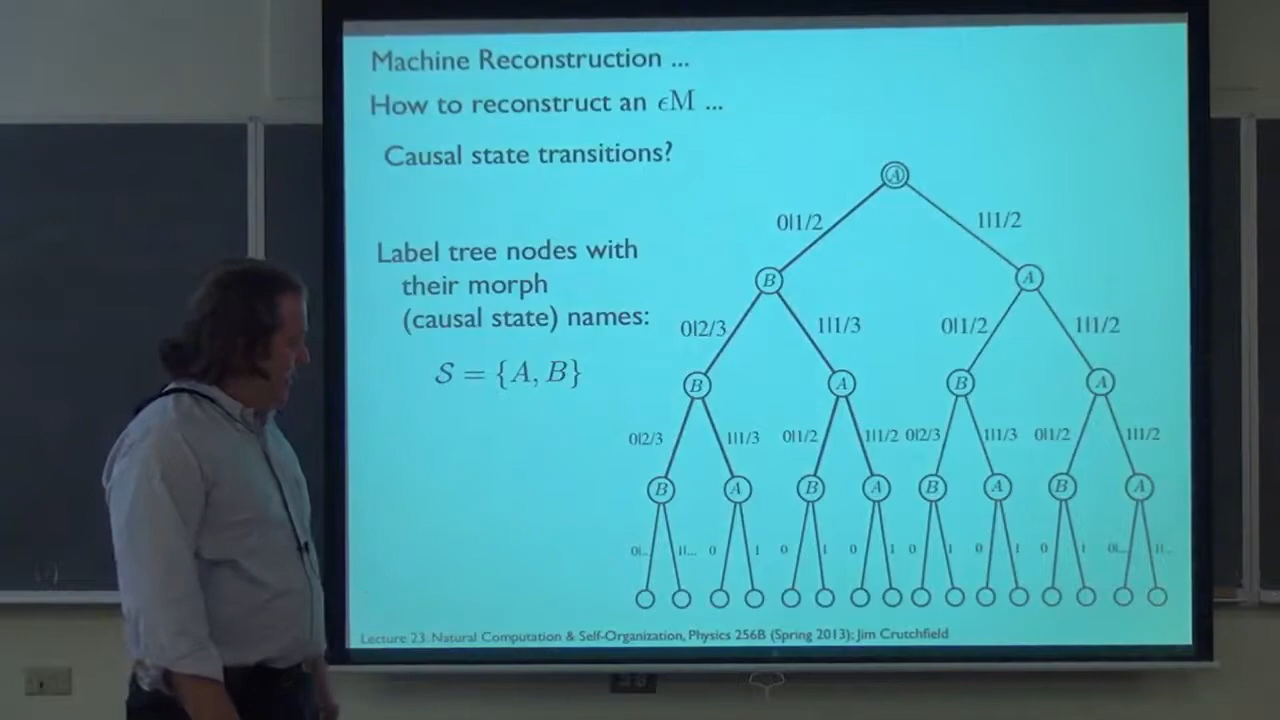 Machine Reconstruction ...
How to reconstruct an ϵM ...
Causal state transitions?
A
0|1/2
1|1/2
Label tree nodes with
their morph
(causal state) names:
S = {A, B}
B A
0|2/3 1|1/3 0|1/2 1|1/2
B A B A
0|2/3 1|1/3 0|1/2 1|1/2 0|2/3 1|1/3 0|1/2 1|1/2
B A B A B A B A
0|... 1|... 0 1 0 1 0 1 0 1 0 1 0 1 0|... 1|...
Lecture 23: Natural Computation & Self-Organization, Physics 256B (Spring 2013); Jim Crutchfield